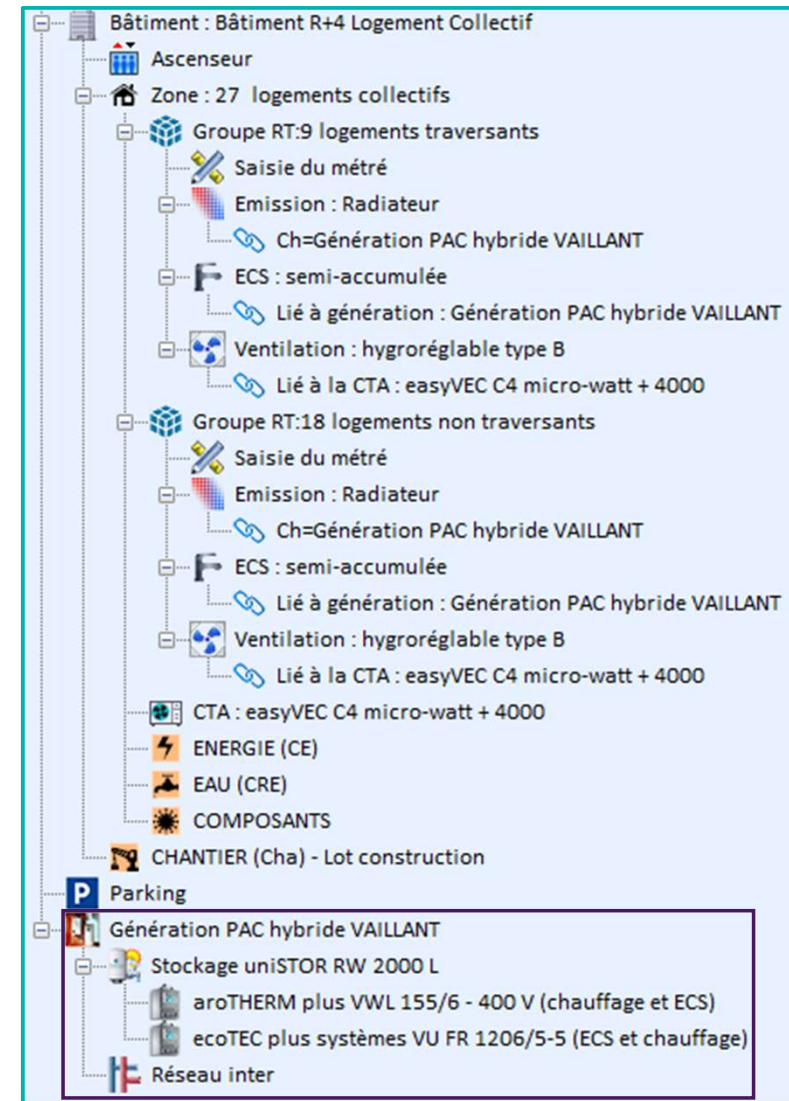 Bâtiment : Bâtiment R+4 Logement Collectif
Ascenseur
Zone : 27 logements collectifs
Groupe RT:9 logements traversants
Saisie du métré
Emission : Radiateur
Ch=Génération PAC hybride VAILLANT
ECS : semi-accumulée
Lié à génération : Génération PAC hybride VAILLANT
Ventilation : hygroréglable type B
Lié à la CTA : easyVEC C4 micro-watt + 4000
Groupe RT:18 logements non traversants
Saisie du métré
Emission : Radiateur
Ch=Génération PAC hybride VAILLANT
ECS : semi-accumulée
Lié à génération : Génération PAC hybride VAILLANT
Ventilation : hygroréglable type B
Lié à la CTA : easyVEC C4 micro-watt + 4000
CTA : easyVEC C4 micro-watt + 4000
ENERGIE (CE)
EAU (CRE)
COMPOSANTS
CHANTIER (Cha) - Lot construction
P Parking
Génération PAC hybride VAILLANT
Stockage uniSTOR RW 2000 L
aroTHERM plus VWL 155/6 - 400 V (chauffage et ECS)
ecoTEC plus systèmes VU FR 1206/5-5 (ECS et chauffage)
Réseau inter